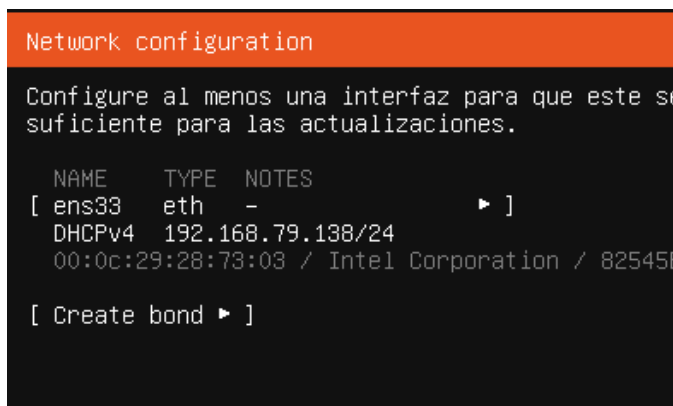 Network configuration
Configure al menos una interfaz para que este se
suficiente para las actualizaciones.
NAME TYPE NOTES
[ ens33 eth - ▸ ]
DHCPv4 192.168.79.138/24
00:0c:29:28:73:03 / Intel Corporation / 82545
[ Create bond ▸ ]